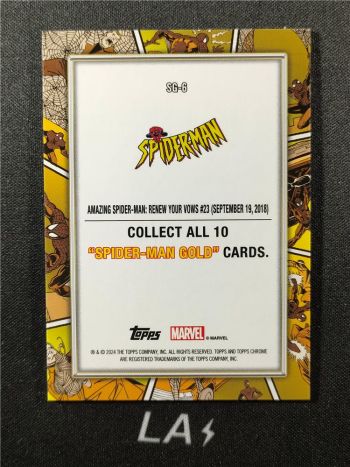 SG-6
SPIDER-MAN
AMAZING SPIDER-MAN: RENEW YOUR VOWS #23 (SEPTEMBER 19, 2018)
COLLECT ALL 10
“SPIDER-MAN GOLD” CARDS.
topps MARVEL © MARVEL
® & © 2024 THE TOPPS COMPANY, INC. ALL RIGHTS RESERVED. TOPPS AND TOPPS CHROME
ARE REGISTERED TRADEMARKS OF THE TOPPS COMPANY, INC.
LA